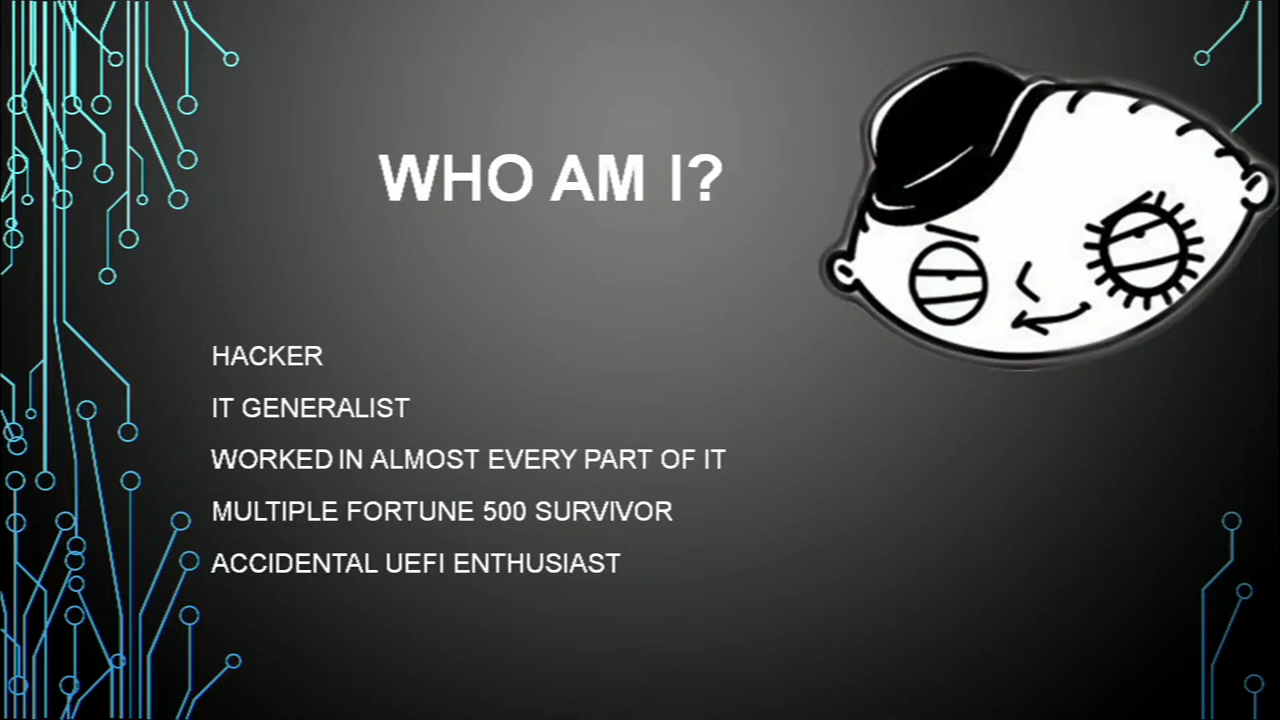 WHO AM I?
HACKER
IT GENERALIST
WORKED IN ALMOST EVERY PART OF IT
MULTIPLE FORTUNE 500 SURVIVOR
ACCIDENTAL UEFI ENTHUSIAST